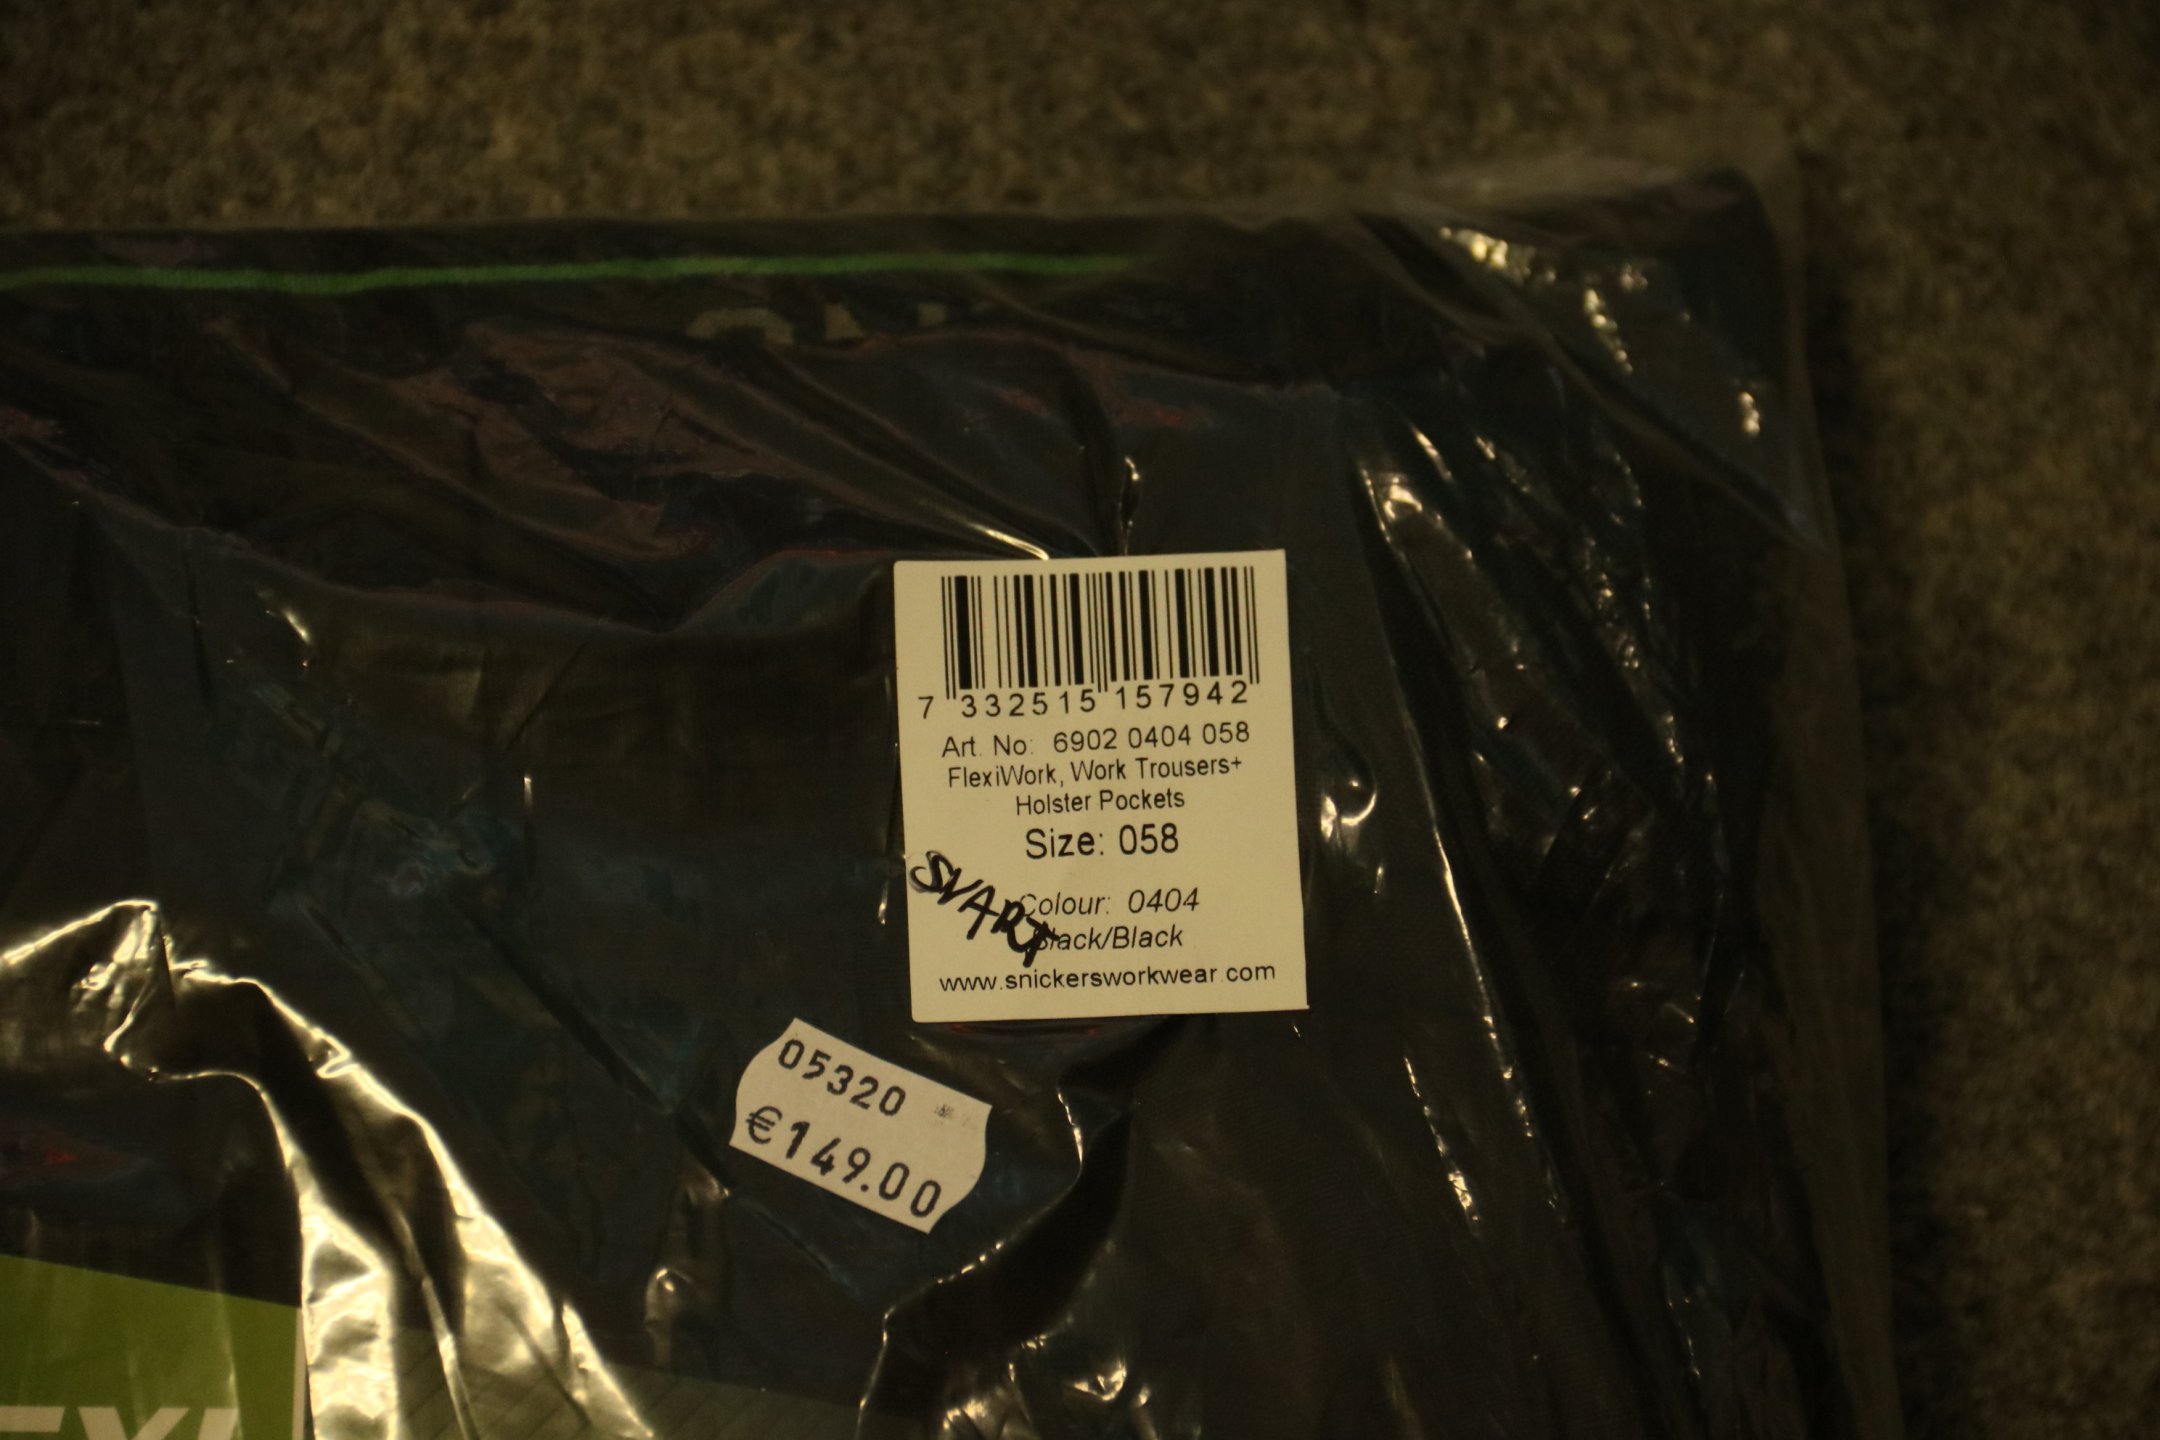 7 332515 157942
Art. No: 6902 0404 058
FlexiWork, Work Trousers+
Holster Pockets
Size: 058
SVART
Colour: 0404
Black/Black
www.snickersworkwear.com
05320
€149.00